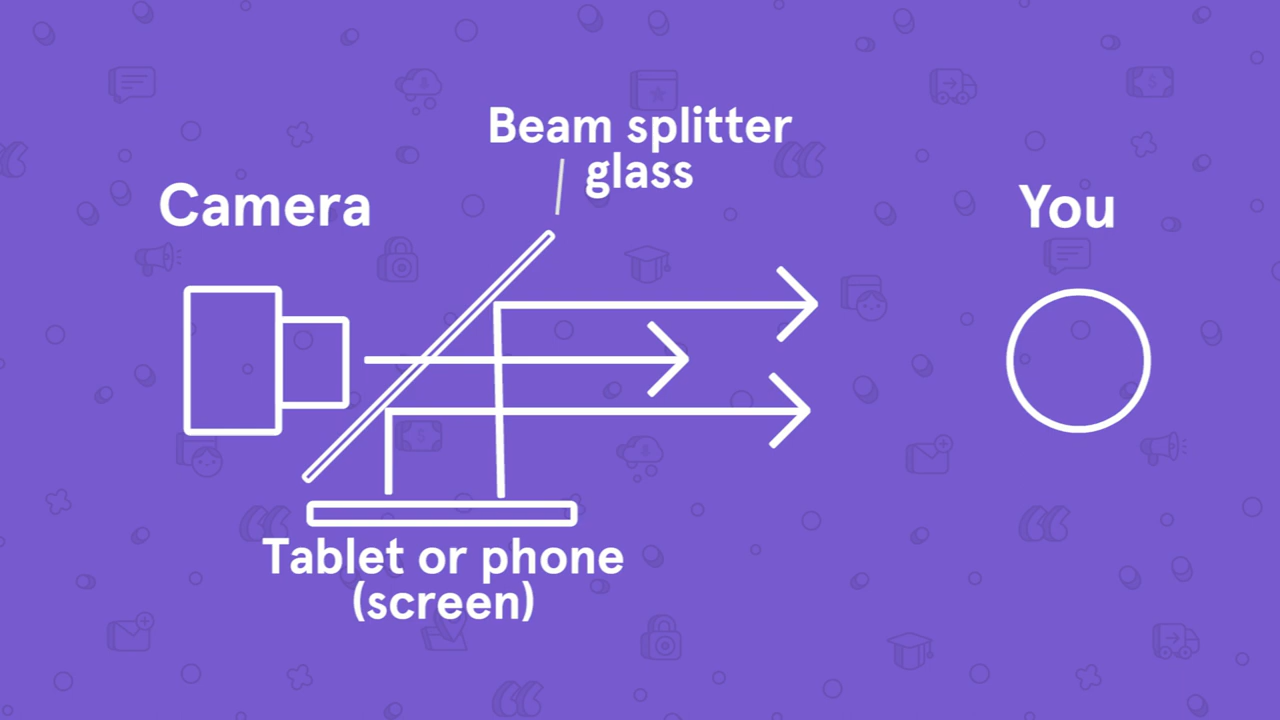 Beam splitter
glass
Camera
You
Tablet or phone
(screen)